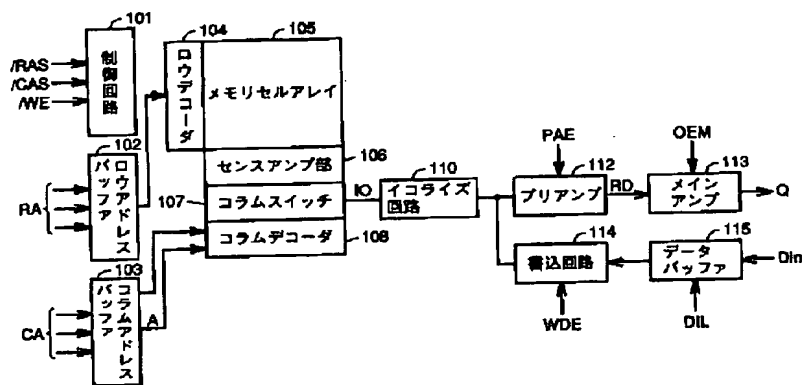 101
制御回路
/RAS
/CAS
/WE
102
ロウアドレス
バッファ
RA
103
コラムアドレス
バッファ
CA
A
104
ロウデコーダ
105
メモリセルアレイ
センスアンプ部
106
107
コラムスイッチ
コラムデコーダ
108
IO
110
イコライズ
回路
PAE
112
プリアンプ
RD
OEM
113
メイン
アンプ
Q
114
書込回路
WDE
115
データ
バッファ
Din
DIL